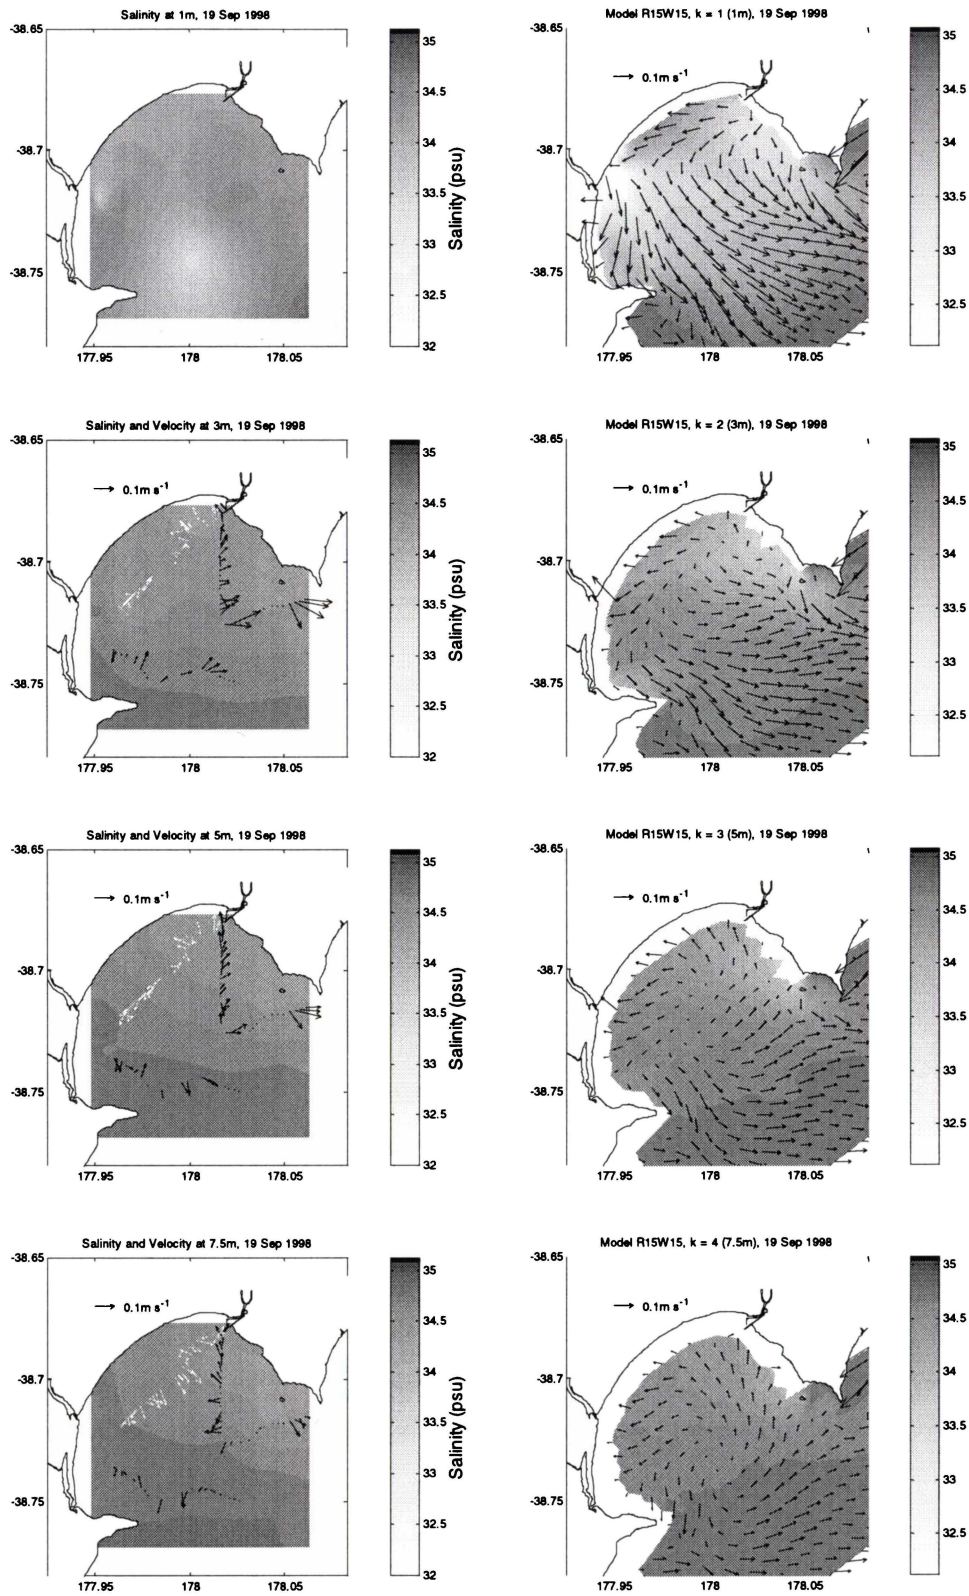 Salinity at 1m, 19 Sep 1998
-38.65
-38.7
-38.75
177.95 178 178.05
35
34.5
34
33.5
33
32.5
32
Salinity (psu)
Model R15W15, k = 1 (1m), 19 Sep 1998
0.1m s-1
-38.65
-38.7
-38.75
177.95 178 178.05
35
34.5
34
33.5
33
32.5
Salinity and Velocity at 3m, 19 Sep 1998
0.1m s-1
-38.65
-38.7
-38.75
177.95 178 178.05
35
34.5
34
33.5
33
32.5
32
Salinity (psu)
Model R15W15, k = 2 (3m), 19 Sep 1998
0.1m s-1
-38.65
-38.7
-38.75
177.95 178 178.05
35
34.5
34
33.5
33
32.5
Salinity and Velocity at 5m, 19 Sep 1998
0.1m s-1
-38.65
-38.7
-38.75
177.95 178 178.05
35
34.5
34
33.5
33
32.5
32
Salinity (psu)
Model R15W15, k = 3 (5m), 19 Sep 1998
0.1m s-1
-38.65
-38.7
-38.75
177.95 178 178.05
35
34.5
34
33.5
33
32.5
Salinity and Velocity at 7.5m, 19 Sep 1998
0.1m s-1
-38.65
-38.7
-38.75
177.95 178 178.05
35
34.5
34
33.5
33
32.5
32
Salinity (psu)
Model R15W15, k = 4 (7.5m), 19 Sep 1998
0.1m s-1
-38.65
-38.7
-38.75
177.95 178 178.05
35
34.5
34
33.5
33
32.5